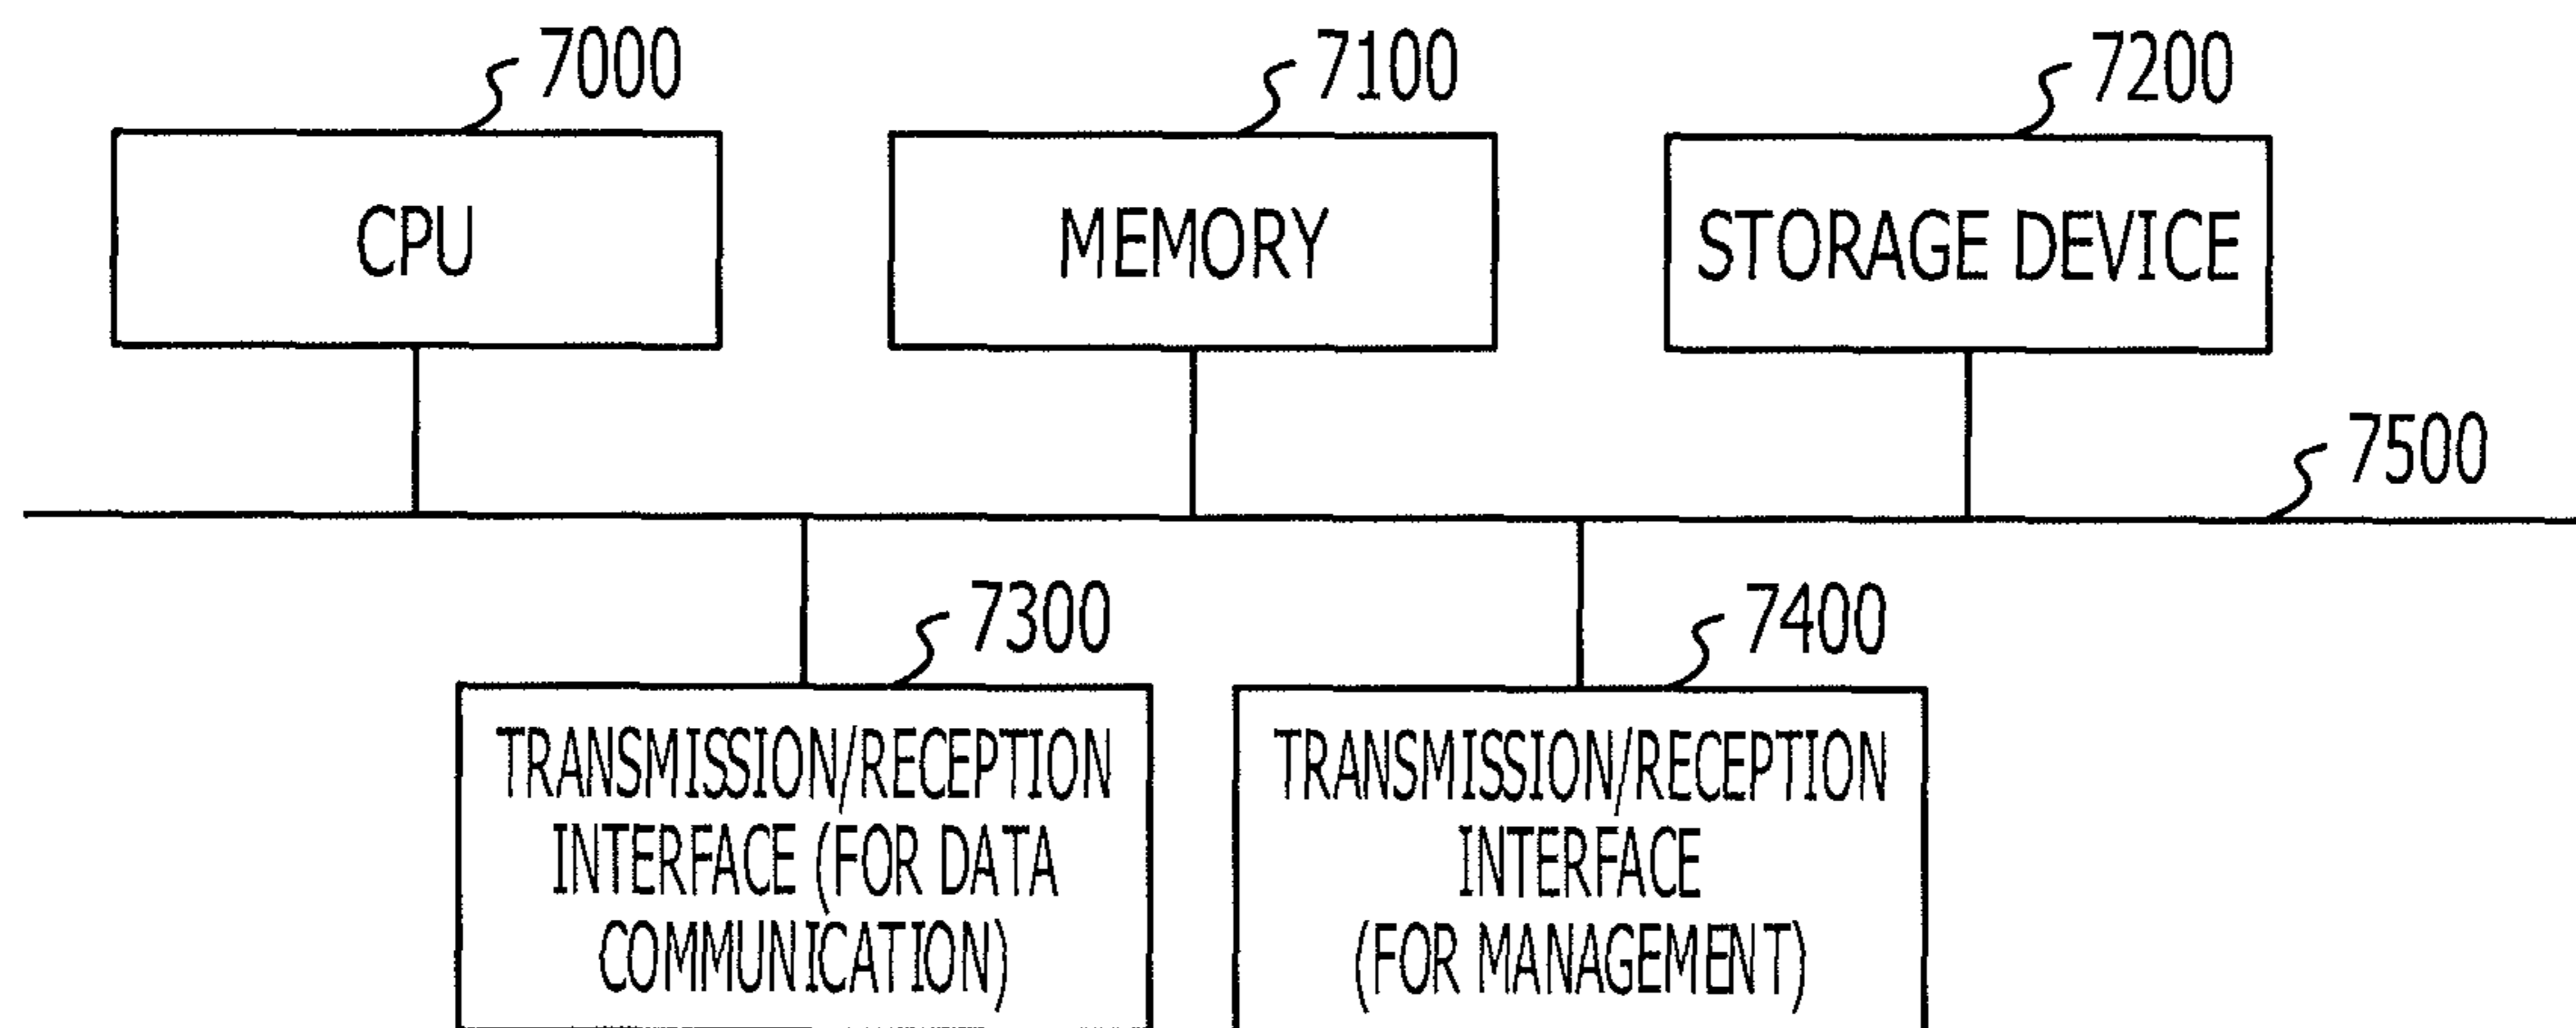 7000
7100
7200
CPU
MEMORY
STORAGE DEVICE
7500
7300
7400
TRANSMISSION/RECEPTION
INTERFACE (FOR DATA
COMMUNICATION)
TRANSMISSION/RECEPTION
INTERFACE
(FOR MANAGEMENT)